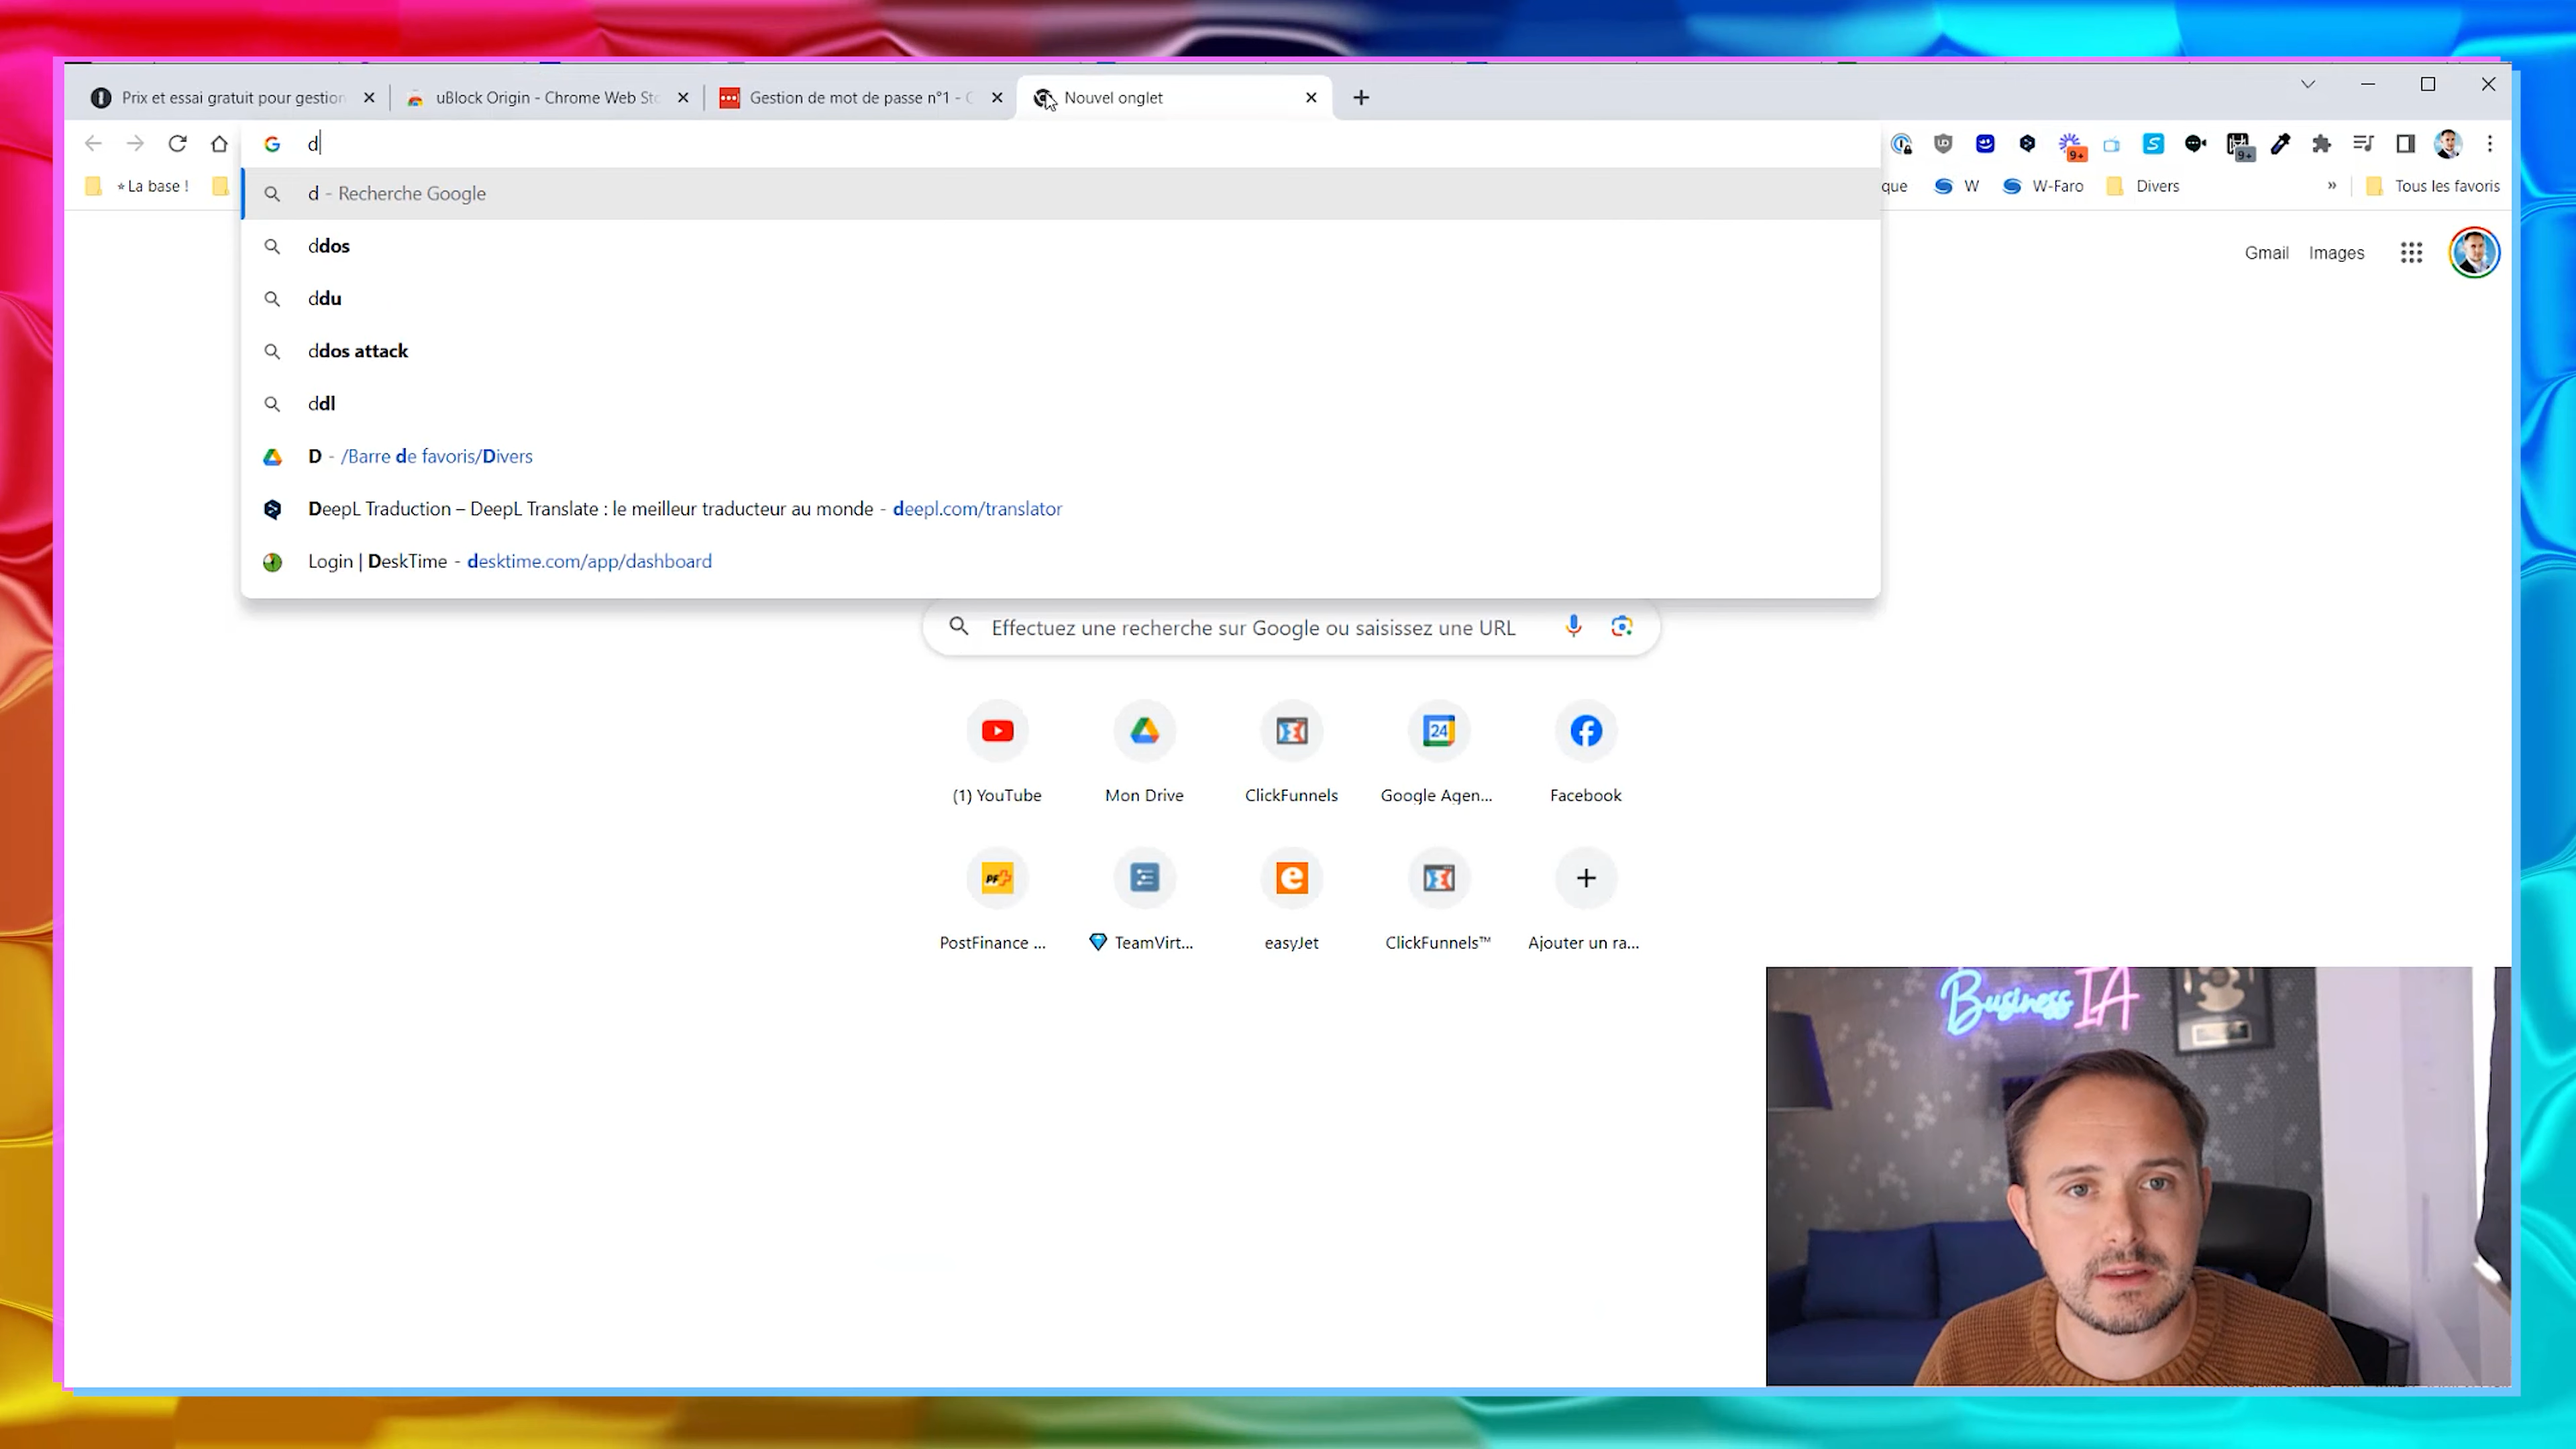 Prix et essai gratuit pour gestion
uBlock Origin - Chrome Web Sto
Gestion de mot de passe n°1 - C
Nouvel onglet
d
La base !
que
W
W-Faro
Divers
»
Tous les favoris
9+
9+
d - Recherche Google
ddos
ddu
ddos attack
ddl
D - /Barre de favoris/Divers
DeepL Traduction – DeepL Translate : le meilleur traducteur au monde - deepl.com/translator
Login | DeskTime - desktime.com/app/dashboard
Gmail
Images
Effectuez une recherche sur Google ou saisissez une URL
24
(1) YouTube
Mon Drive
ClickFunnels
Google Agen...
Facebook
PF
PostFinance ...
TeamVirt...
easyJet
ClickFunnels™
Ajouter un ra...
Business IA